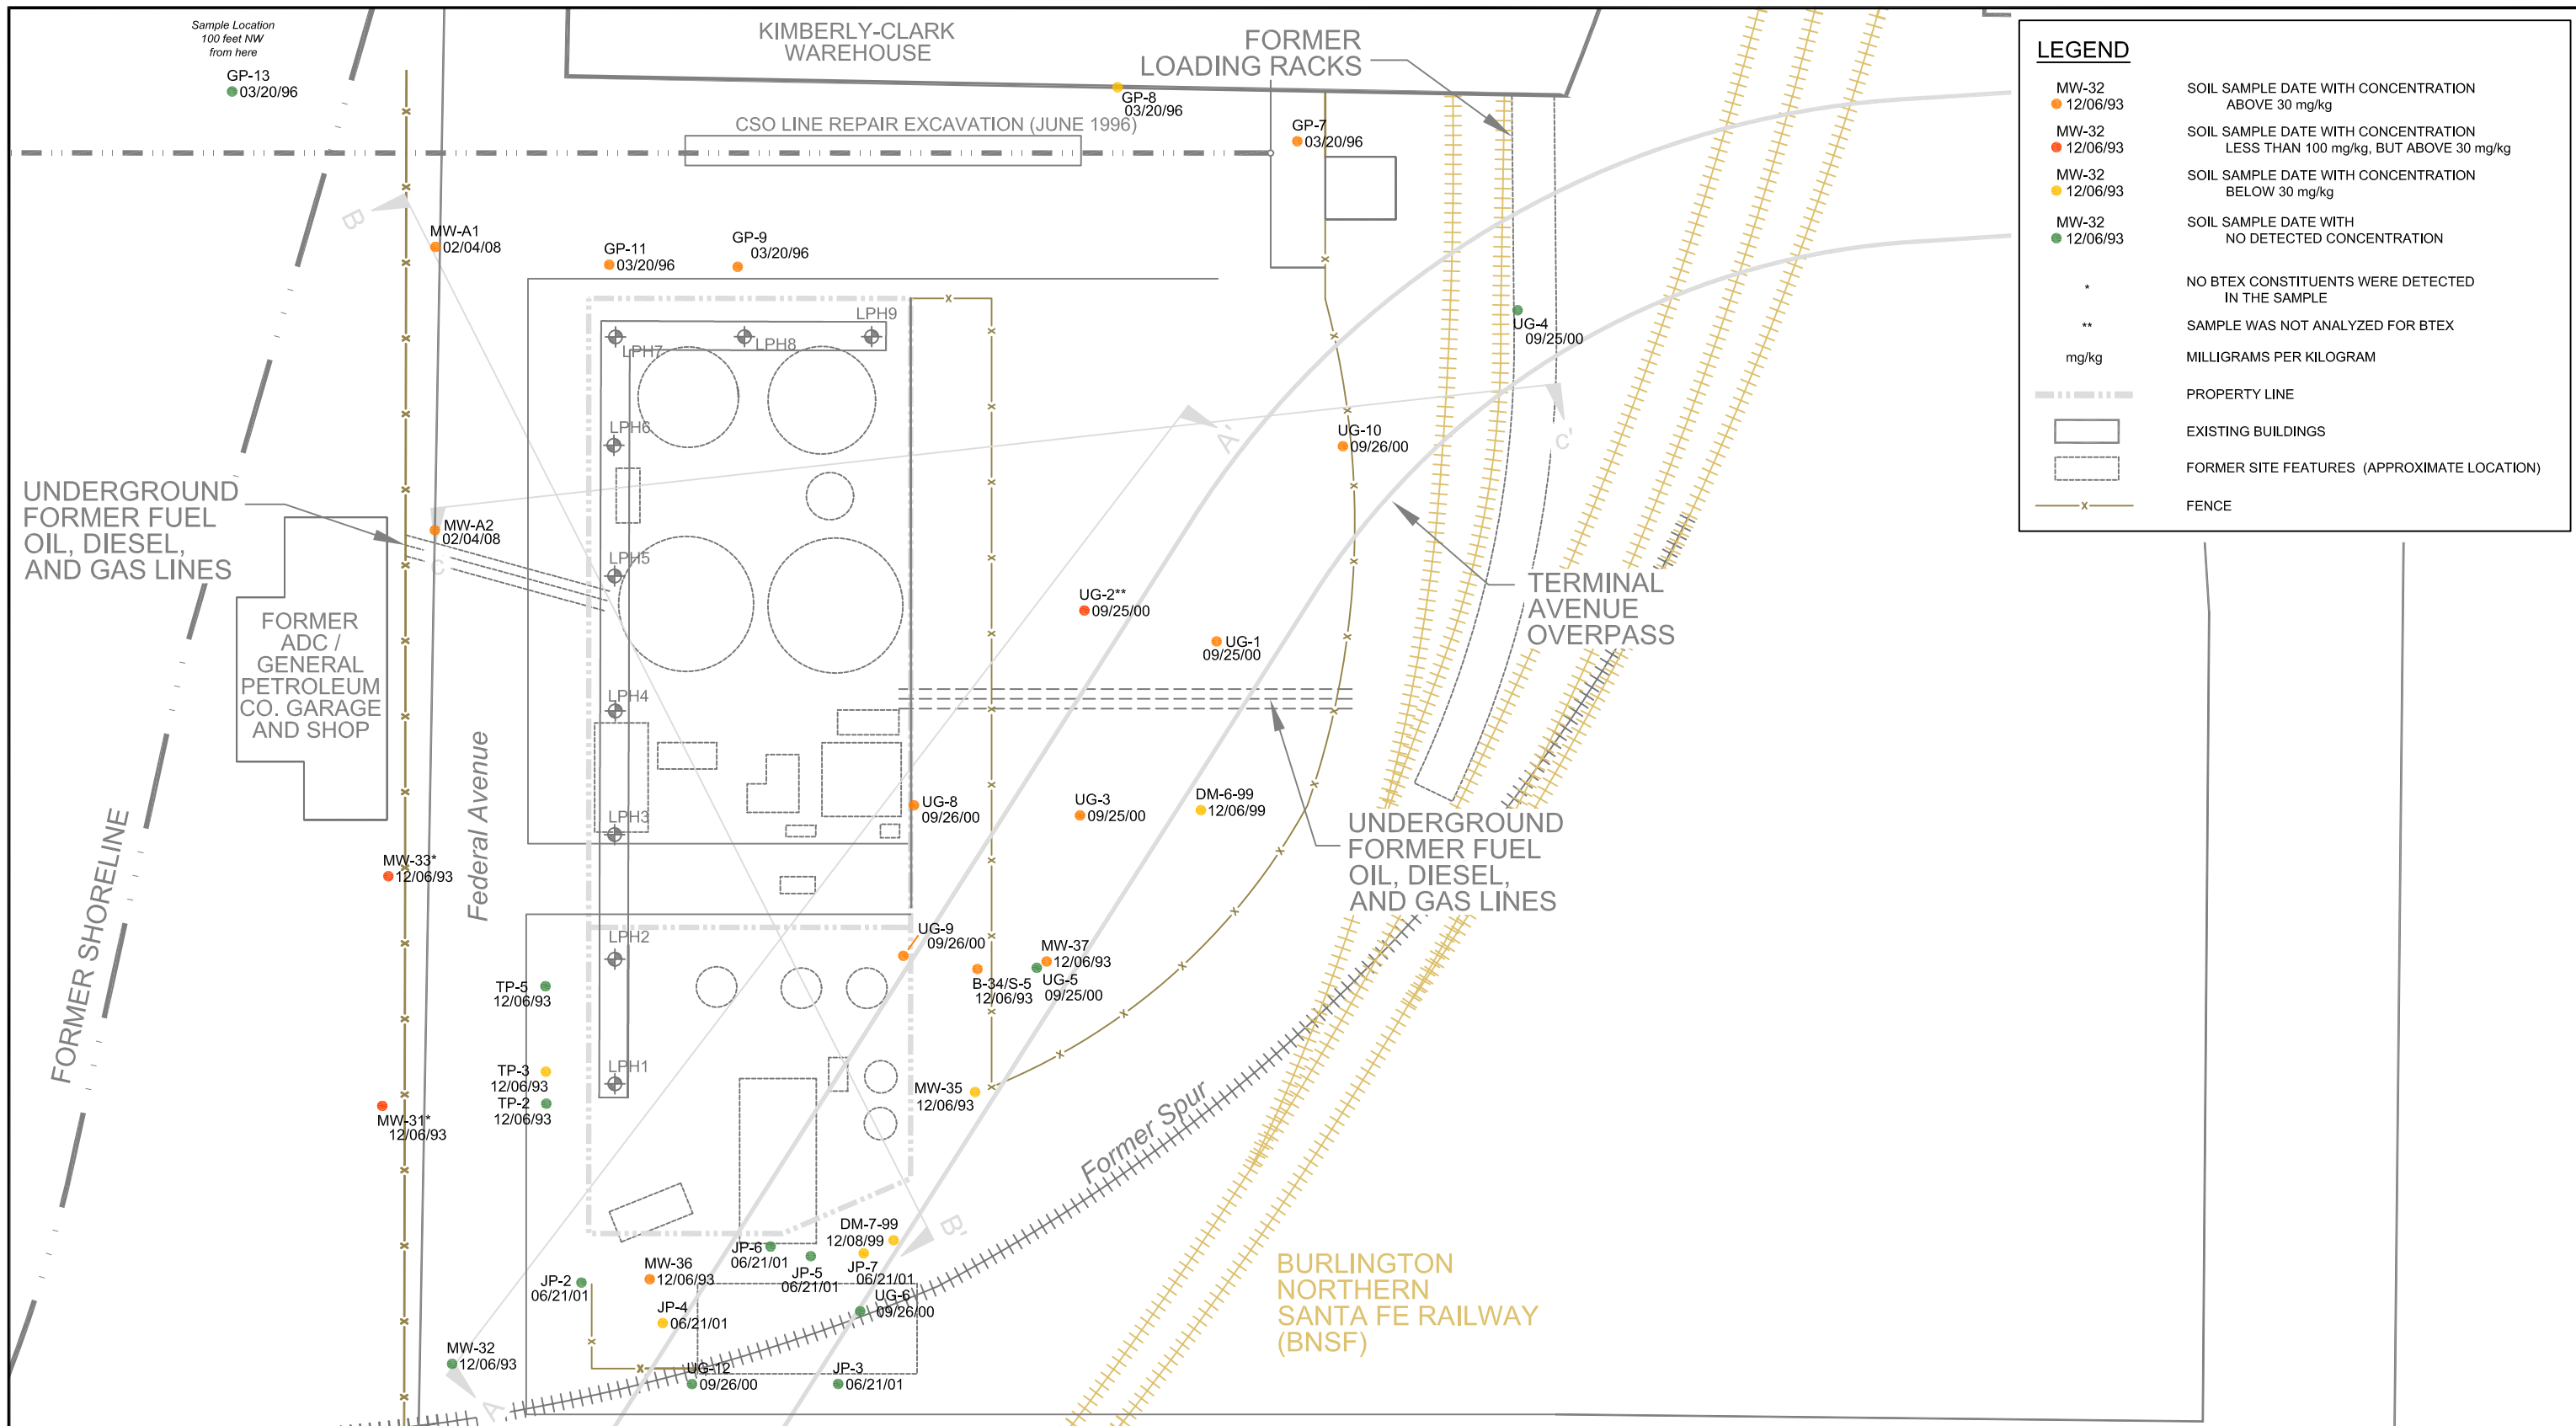 Sample Location
100 feet NW
from here
GP-13
03/20/96
KIMBERLY-CLARK
WAREHOUSE
FORMER
LOADING RACKS
GP-8
03/20/96
CSO LINE REPAIR EXCAVATION (JUNE 1996)
GP-7
03/20/96
B
MW-A1
02/04/08
GP-11
03/20/96
GP-9
03/20/96
LPH9
LPH7
LPH8
UG-4
09/25/00
LPH6
A'
C'
UG-10
09/26/00
UNDERGROUND
FORMER FUEL
OIL, DIESEL,
AND GAS LINES
MW-A2
02/04/08
C
LPH5
UG-2**
09/25/00
TERMINAL
AVENUE
OVERPASS
UG-1
09/25/00
FORMER
ADC /
GENERAL
PETROLEUM
CO. GARAGE
AND SHOP
LPH4
Federal Avenue
FORMER SHORELINE
LPH3
UG-8
09/26/00
UG-3
09/25/00
DM-6-99
12/06/99
UNDERGROUND
FORMER FUEL
OIL, DIESEL,
AND GAS LINES
MW-33*
12/06/93
LPH2
UG-9
09/26/00
MW-37
12/06/93
B-34/S-5
12/06/93
UG-5
09/25/00
TP-5
12/06/93
TP-3
12/06/93
TP-2
12/06/93
LPH1
MW-35
12/06/93
MW-31*
12/06/93
Former Spur
B'
DM-7-99
12/08/99
JP-6
06/21/01
JP-5
06/21/01
JP-7
06/21/01
MW-36
12/06/93
JP-2
06/21/01
JP-4
06/21/01
UG-6
09/26/00
MW-32
12/06/93
UG-12
09/26/00
JP-3
06/21/01
A
BURLINGTON
NORTHERN
SANTA FE RAILWAY
(BNSF)
LEGEND
MW-32
12/06/93
SOIL SAMPLE DATE WITH CONCENTRATION
ABOVE 30 mg/kg
MW-32
12/06/93
SOIL SAMPLE DATE WITH CONCENTRATION
LESS THAN 100 mg/kg, BUT ABOVE 30 mg/kg
MW-32
12/06/93
SOIL SAMPLE DATE WITH CONCENTRATION
BELOW 30 mg/kg
MW-32
12/06/93
SOIL SAMPLE DATE WITH
NO DETECTED CONCENTRATION
* NO BTEX CONSTITUENTS WERE DETECTED
IN THE SAMPLE
** SAMPLE WAS NOT ANALYZED FOR BTEX
mg/kg MILLIGRAMS PER KILOGRAM
PROPERTY LINE
EXISTING BUILDINGS
FORMER SITE FEATURES (APPROXIMATE LOCATION)
FENCE